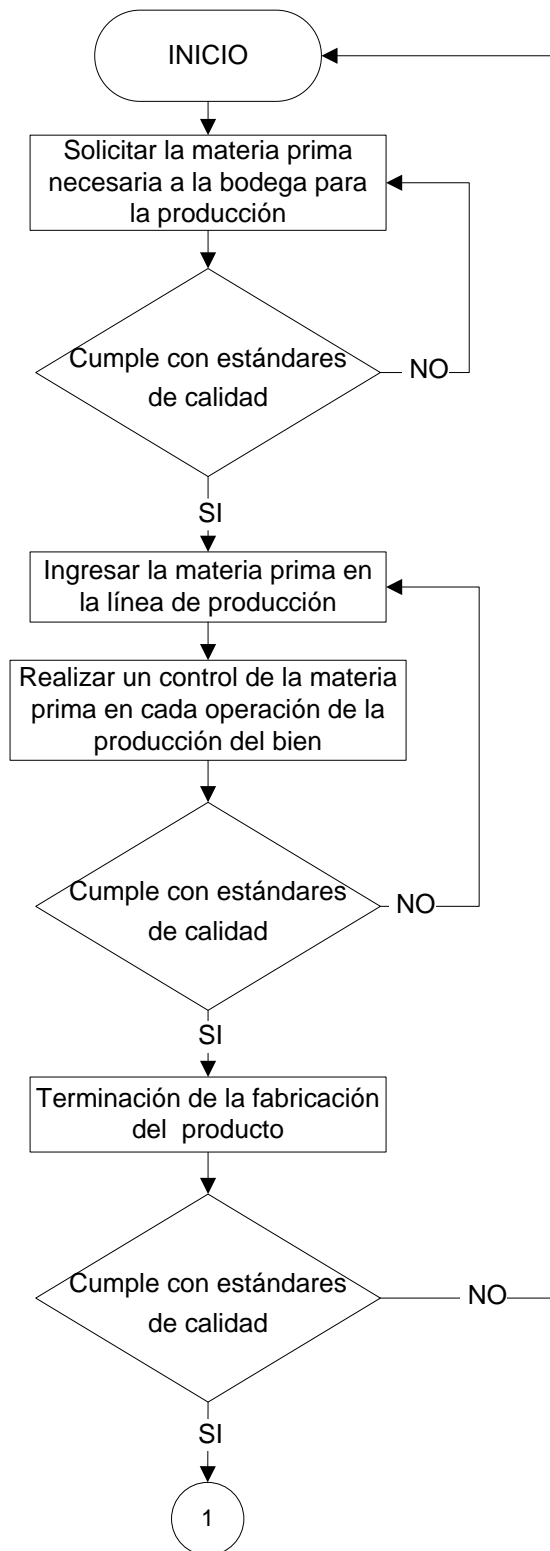 INICIO
Solicitar la materia prima
necesaria a la bodega para
la producción
Cumple con estándares
de calidad
NO
SI
Ingresar la materia prima en
la línea de producción
Realizar un control de la materia
prima en cada operación de la
producción del bien
Cumple con estándares
de calidad
NO
SI
Terminación de la fabricación
del producto
Cumple con estándares
de calidad
NO
SI
1